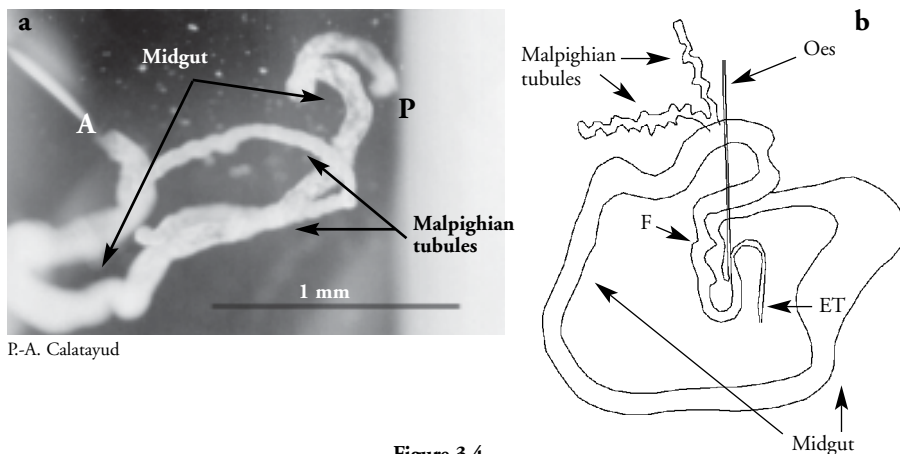 a
Midgut
P
A
Malpighian
tubules
1 mm
P.-A. Calatayud
b
Malpighian
tubules
Oes
F
ET
Midgut
Figure 3.4